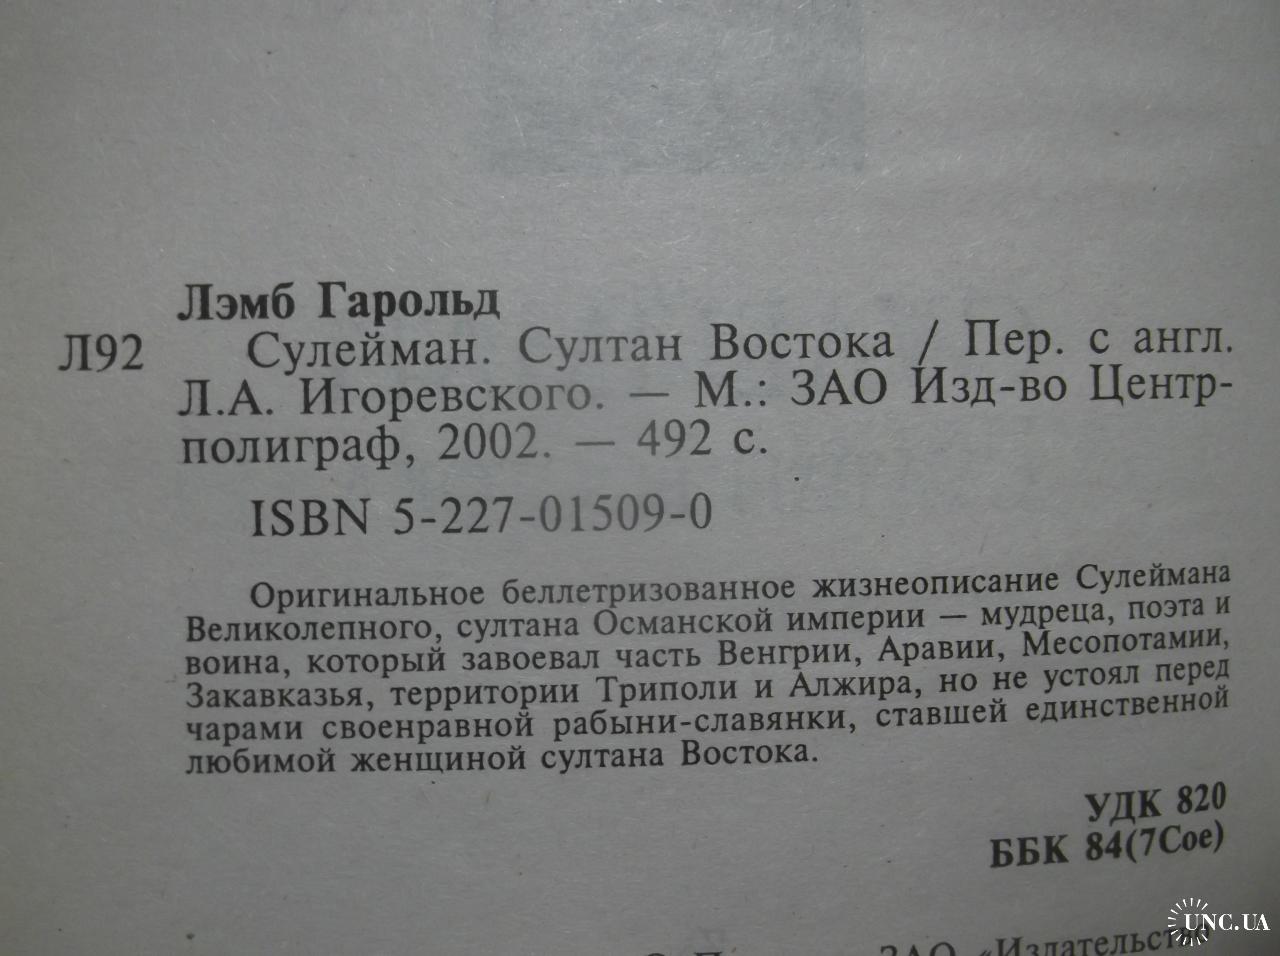 Лэмб Гарольд
Л92 Сулейман. Султан Востока / Пер. с англ.
Л.А. Игоревского. — М.: ЗАО Изд-во Центр-
полиграф, 2002. — 492 с.
ISBN 5-227-01509-0
Оригинальное беллетризованное жизнеописание Сулеймана
Великолепного, султана Османской империи — мудреца, поэта и
воина, который завоевал часть Венгрии, Аравии, Месопотамии,
Закавказья, территории Триполи и Алжира, но не устоял перед
чарами своенравной рабыни-славянки, ставшей единственной
любимой женщиной султана Востока.
УДК 820
ББК 84(7Сое)
ЗАО «Издательство
UNC.UA